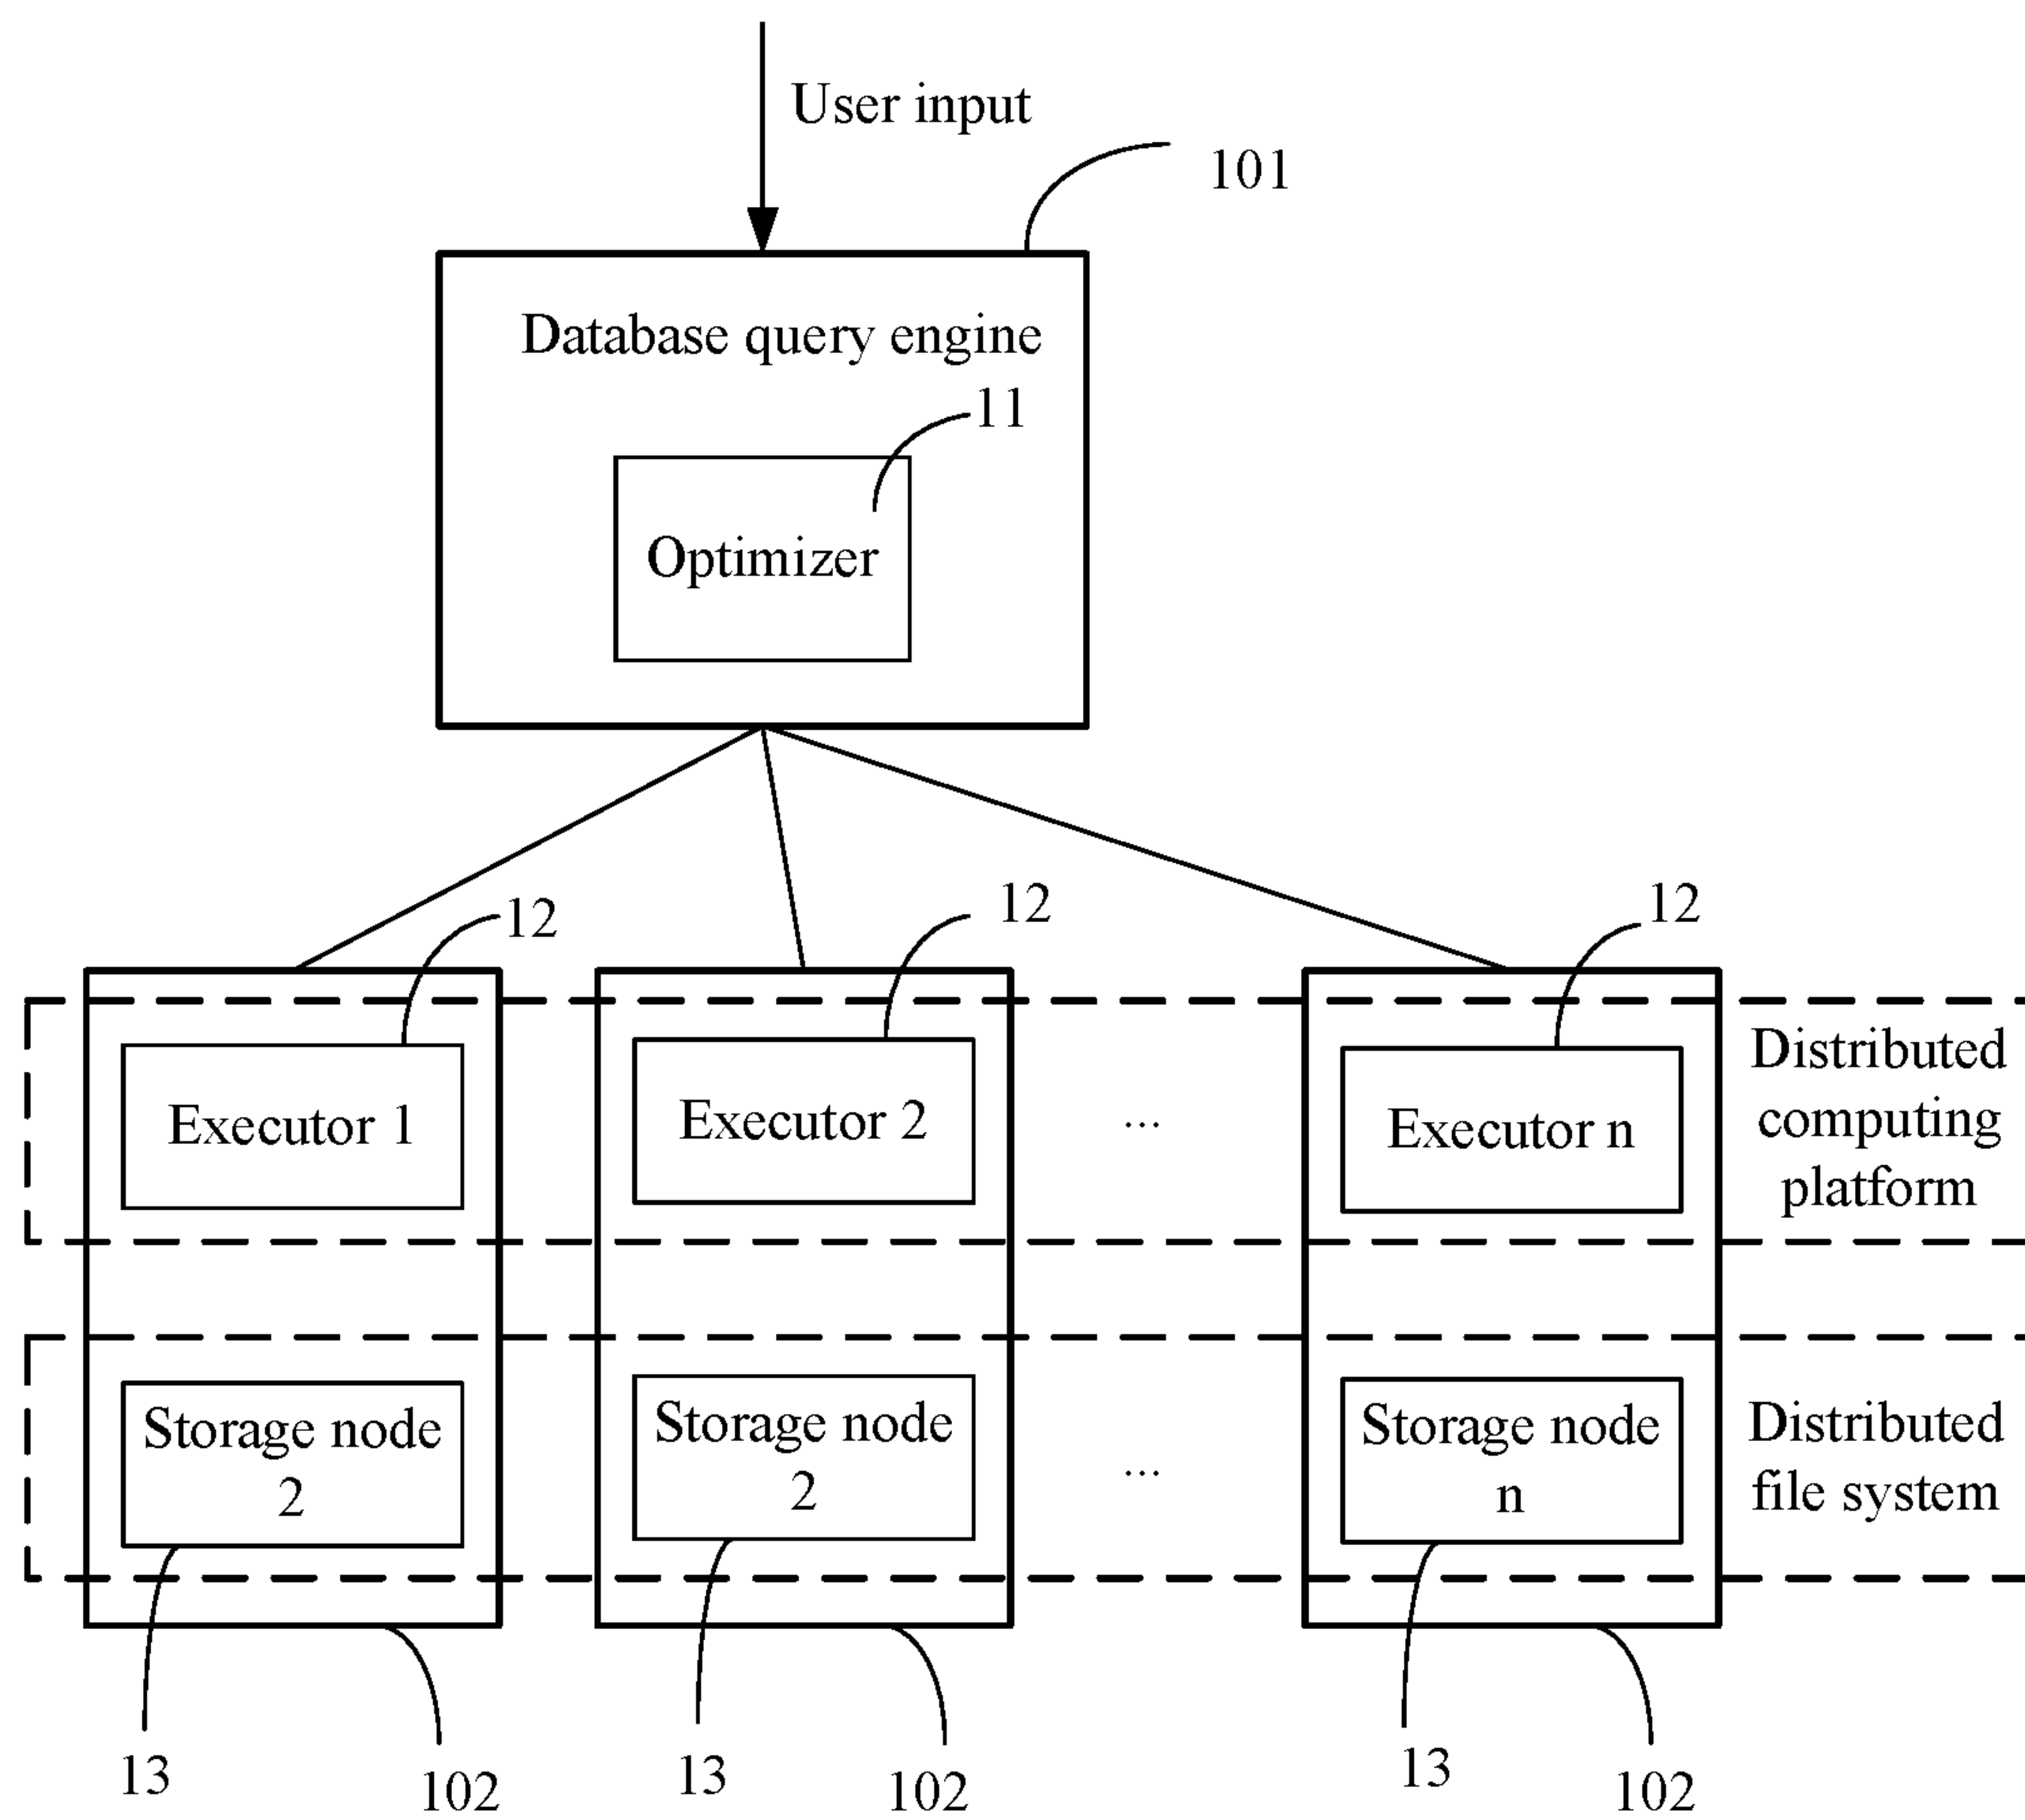 User input
101
Database query engine
11
Optimizer
12
12
12
Executor 1
Executor 2
...
Executor n
Distributed
computing
platform
Storage node
2
Storage node
2
...
Storage node
n
Distributed
file system
13
102
13
102
13
102